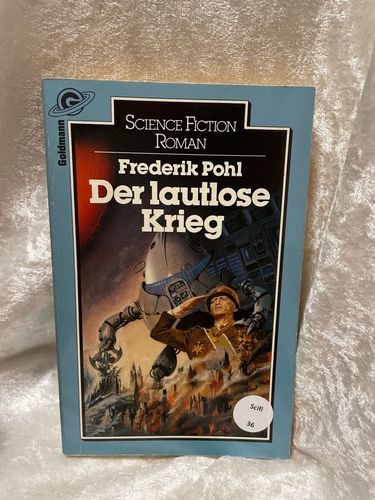 Goldmann
SCIENCE FICTION
ROMAN
Frederik Pohl
Der lautlose
Krieg
Scifi
36